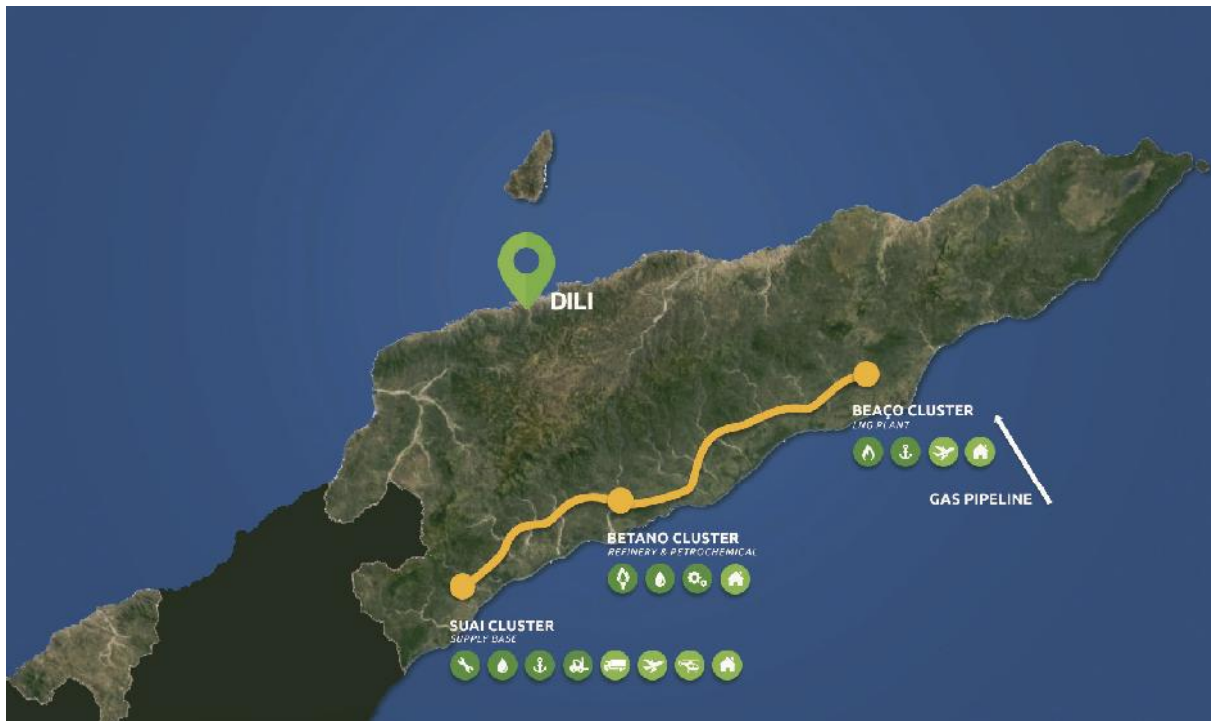 DILI
BEAÇO CLUSTER
LNG PLANT
GAS PIPELINE
BETANO CLUSTER
REFINERY & PETROCHEMICAL
SUAI CLUSTER
SUPPLY BASE